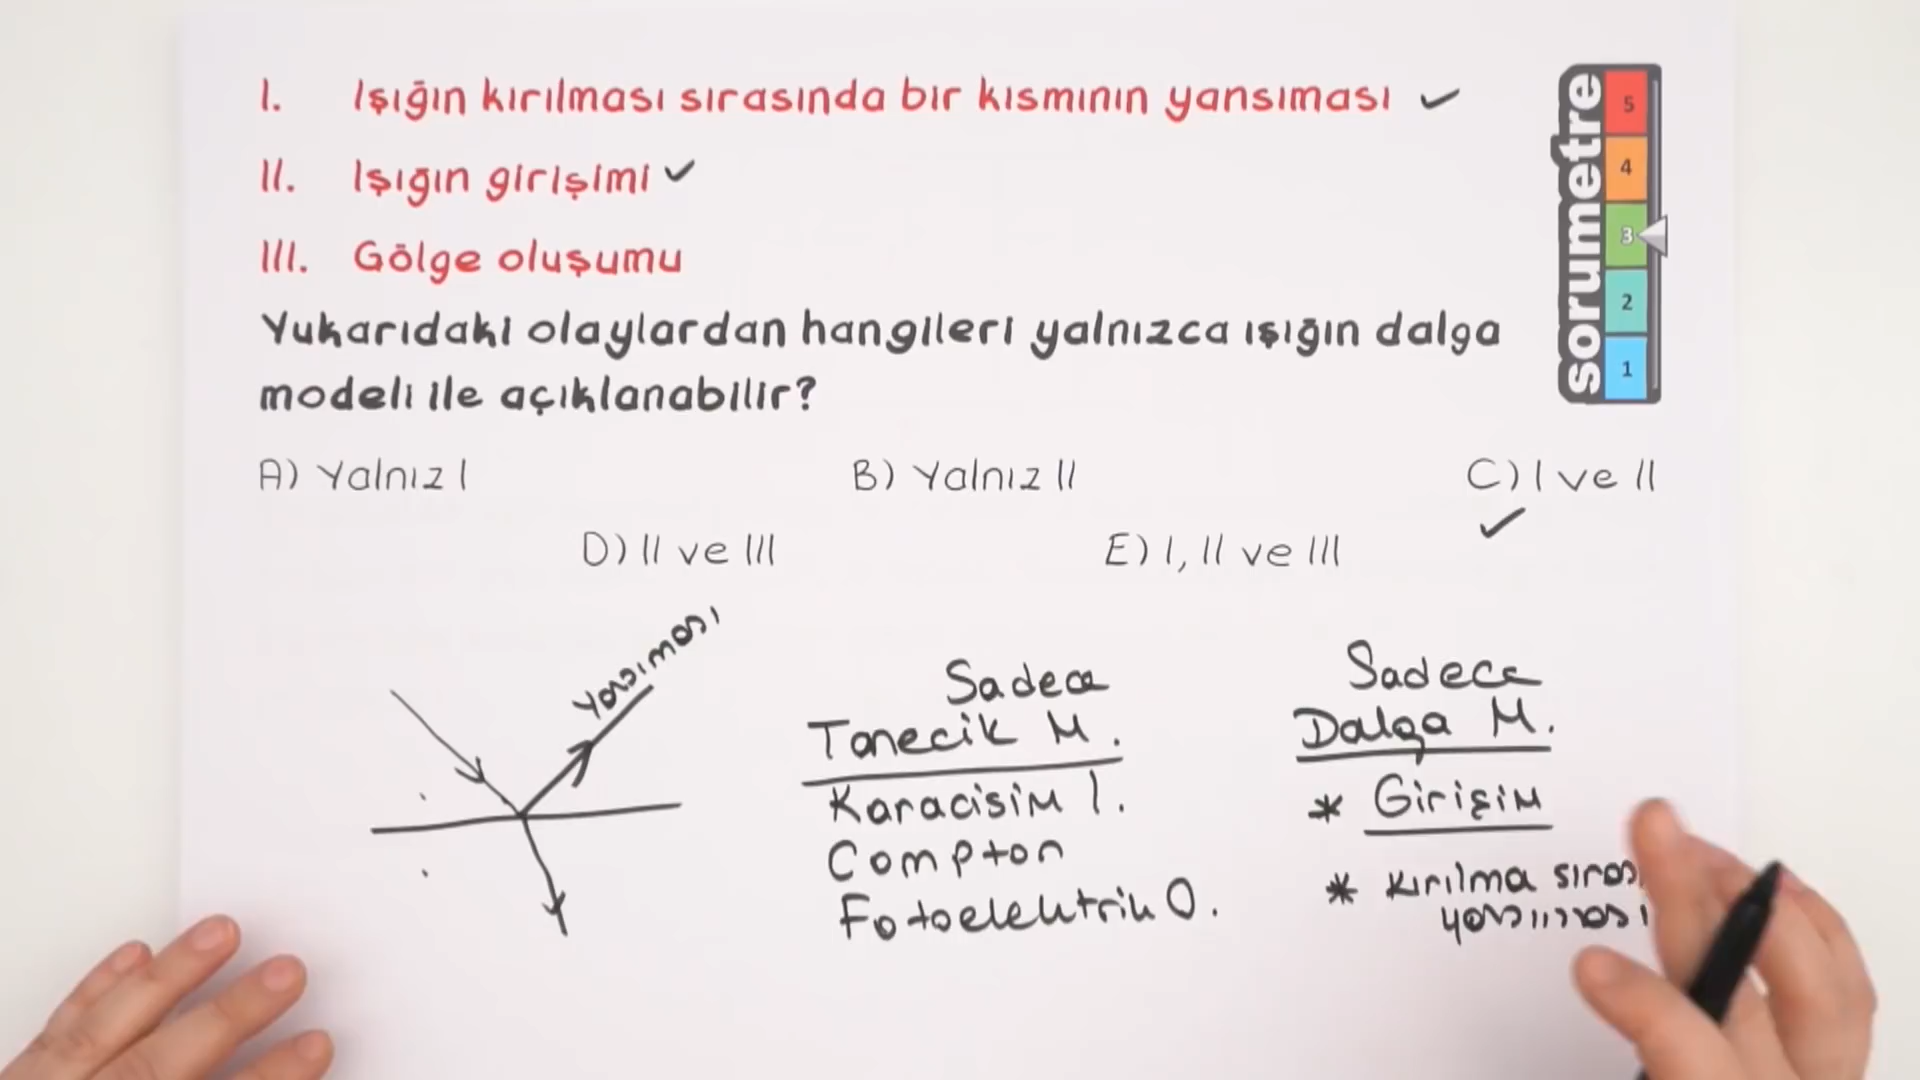 I. Işığın kırılması sırasında bir kısmının yansıması ✓
II. Işığın girişimi ✓
III. Gölge oluşumu
Yukarıdaki olaylardan hangileri yalnızca ışığın dalga
modeli ile açıklanabilir?
A) Yalnız I B) Yalnız II C) I ve II
✓
D) II ve III E) I, II ve III
sorumetre
5
4
3
2
1
yansıması
Sadece
Tanecik M.
Karacisim I.
Compton
Fotoelektrik O.
Sadece
Dalga M.
* Girişim
* Kırılma sıras
yansıması